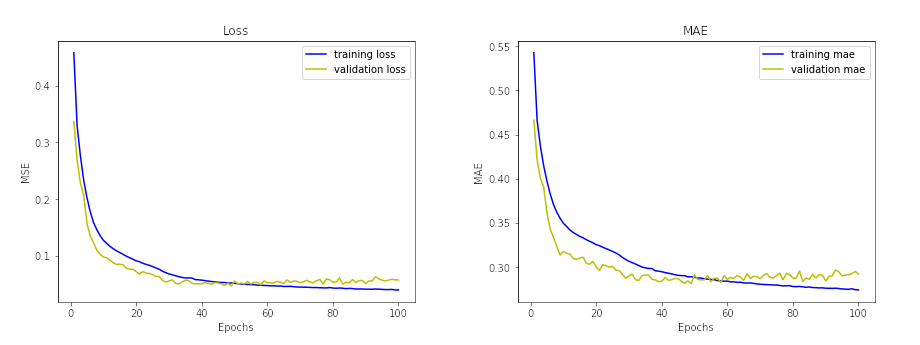 Loss
training loss
validation loss
MSE
0.4
0.3
0.2
0.1
0
20
40
60
80
100
Epochs
MAE
training mae
validation mae
MAE
0.55
0.50
0.45
0.40
0.35
0.30
0
20
40
60
80
100
Epochs